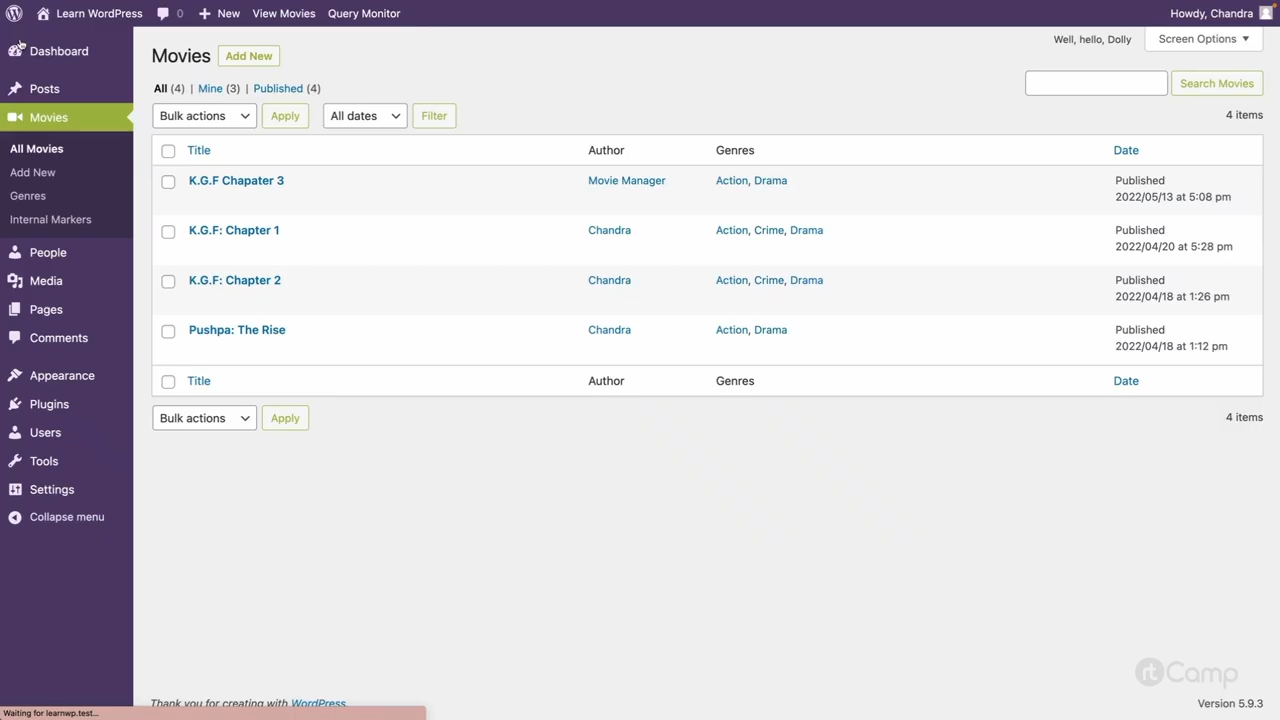 Learn WordPress 0 New View Movies Query Monitor Howdy, Chandra
Dashboard
Posts
Movies
All Movies
Add New
Genres
Internal Markers
People
Media
Pages
Comments
Appearance
Plugins
Users
Tools
Settings
Collapse menu
Well, hello, Dolly Screen Options
Movies Add New
All (4) | Mine (3) | Published (4)
Search Movies
Bulk actions Apply All dates Filter 4 items
Title Author Genres Date
K.G.F Chapater 3 Movie Manager Action, Drama Published
2022/05/13 at 5:08 pm
K.G.F: Chapter 1 Chandra Action, Crime, Drama Published
2022/04/20 at 5:28 pm
K.G.F: Chapter 2 Chandra Action, Crime, Drama Published
2022/04/18 at 1:26 pm
Pushpa: The Rise Chandra Action, Drama Published
2022/04/18 at 1:12 pm
Title Author Genres Date
Bulk actions Apply 4 items
rtCamp
Thank you for creating with WordPress. Version 5.9.3
Waiting for learnwp.test...